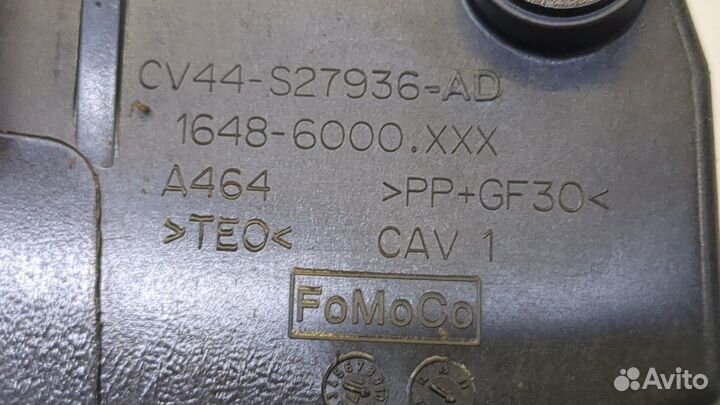 CV44-S27936-AD
1648-6000.XXX
A464 >PP+GF30<
>TEO< CAV 1
FoMoCo
Avito